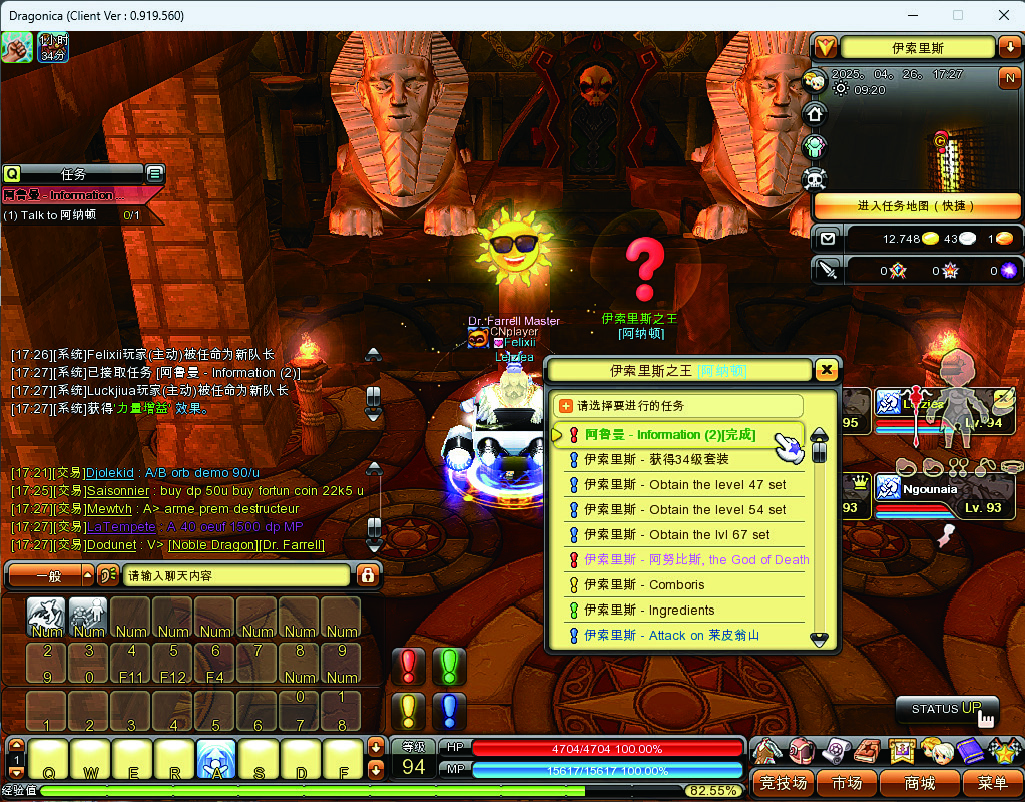 Dragonica (Client Ver : 0.919.560)
1小时
34分
伊索里斯
2025。04。26。17:27
09:20
N
进入任务地图(快捷)
12.748 43 1
0 0 0
Q 任务
阿鲁曼 - Information ...
(1) Talk to 阿纳顿 0/1
Dr. Farrell Master
CNplayer
Felixii
伊索里斯之王
[阿纳顿]
[17:26][系统]Felixii玩家(主动)被任命为新队长
[17:27][系统]已接取任务 [阿鲁曼 - Information (2)]
[17:27][系统]Luckjiua玩家(主动)被任命为新队长
[17:27][系统]获得'力量增益' 效果。
[17:21][交易]Djolekid : A/B orb demo 90/u
[17:25][交易]Saisonnier : buy dp 50u buy fortun coin 22k5 u
[17:27][交易]Mewtvh : A> arme prem destructeur
[17:27][交易]LaTempete : A 40 oeuf 1500 dp MP
[17:27][交易]Dodunet : V> [Noble Dragon][Dr. Farrell]
一般 请输入聊天内容
伊索里斯之王 [阿纳顿]
请选择要进行的任务
阿鲁曼 - Information (2)[完成]
伊索里斯 - 获得34级套装
伊索里斯 - Obtain the level 47 set
伊索里斯 - Obtain the level 54 set
伊索里斯 - Obtain the lvl 67 set
伊索里斯 - 阿努比斯, the God of Death
伊索里斯 - Comboris
伊索里斯 - Ingredients
伊索里斯 - Attack on 莱皮翁山
95 Lv. 94
93 Ngounaia
Lv. 93
Num Num Num Num Num Num Num Num
2 3 4 5 6 7 8 9
9 0 F11 F12 F4 Num Num
0 1
1 2 3 4 5 6 7 8
STATUS UP
1 Q W E R A S D F
等级
94
HP 4704/4704 100.00%
MP 15617/15617 100.00%
经验值 82.55%
竞技场 市场 商城 菜单